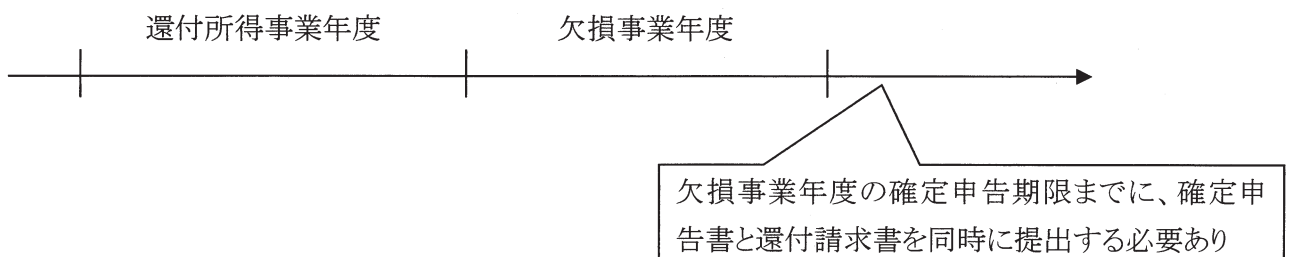 還付所得事業年度
欠損事業年度
欠損事業年度の確定申告期限までに、確定申
告書と還付請求書を同時に提出する必要あり